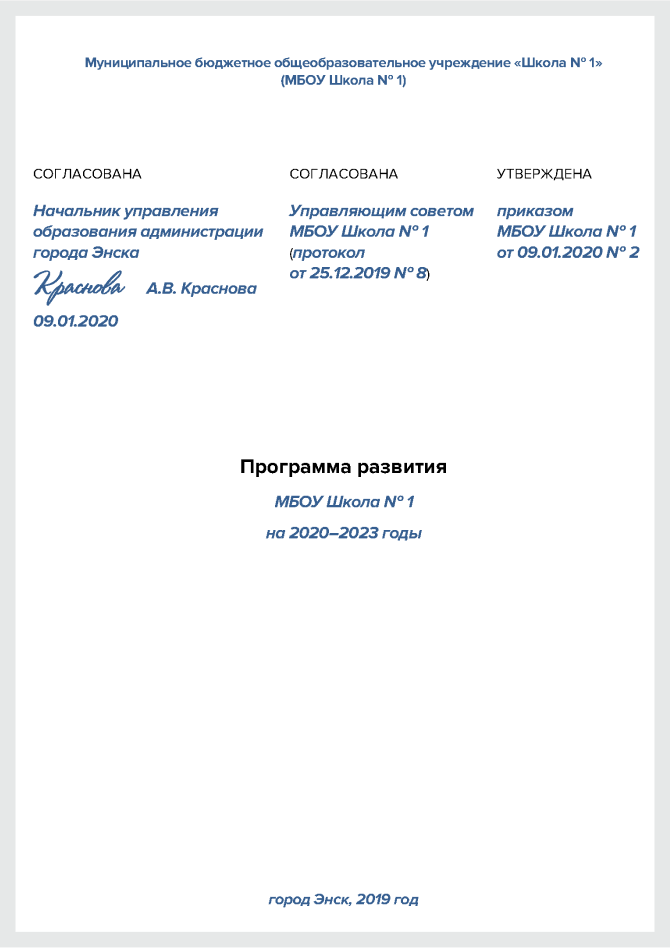 Муниципальное бюджетное общеобразовательное учреждение «Школа № 1»
(МБОУ Школа № 1)
СОГЛАСОВАНА
Начальник управления
образования администрации
города Энска
Краснова А.В. Краснова
09.01.2020
СОГЛАСОВАНА
Управляющим советом
МБОУ Школа № 1
(протокол
от 25.12.2019 № 8)
УТВЕРЖДЕНА
приказом
МБОУ Школа № 1
от 09.01.2020 № 2
Программа развития
МБОУ Школа № 1
на 2020–2023 годы
город Энск, 2019 год